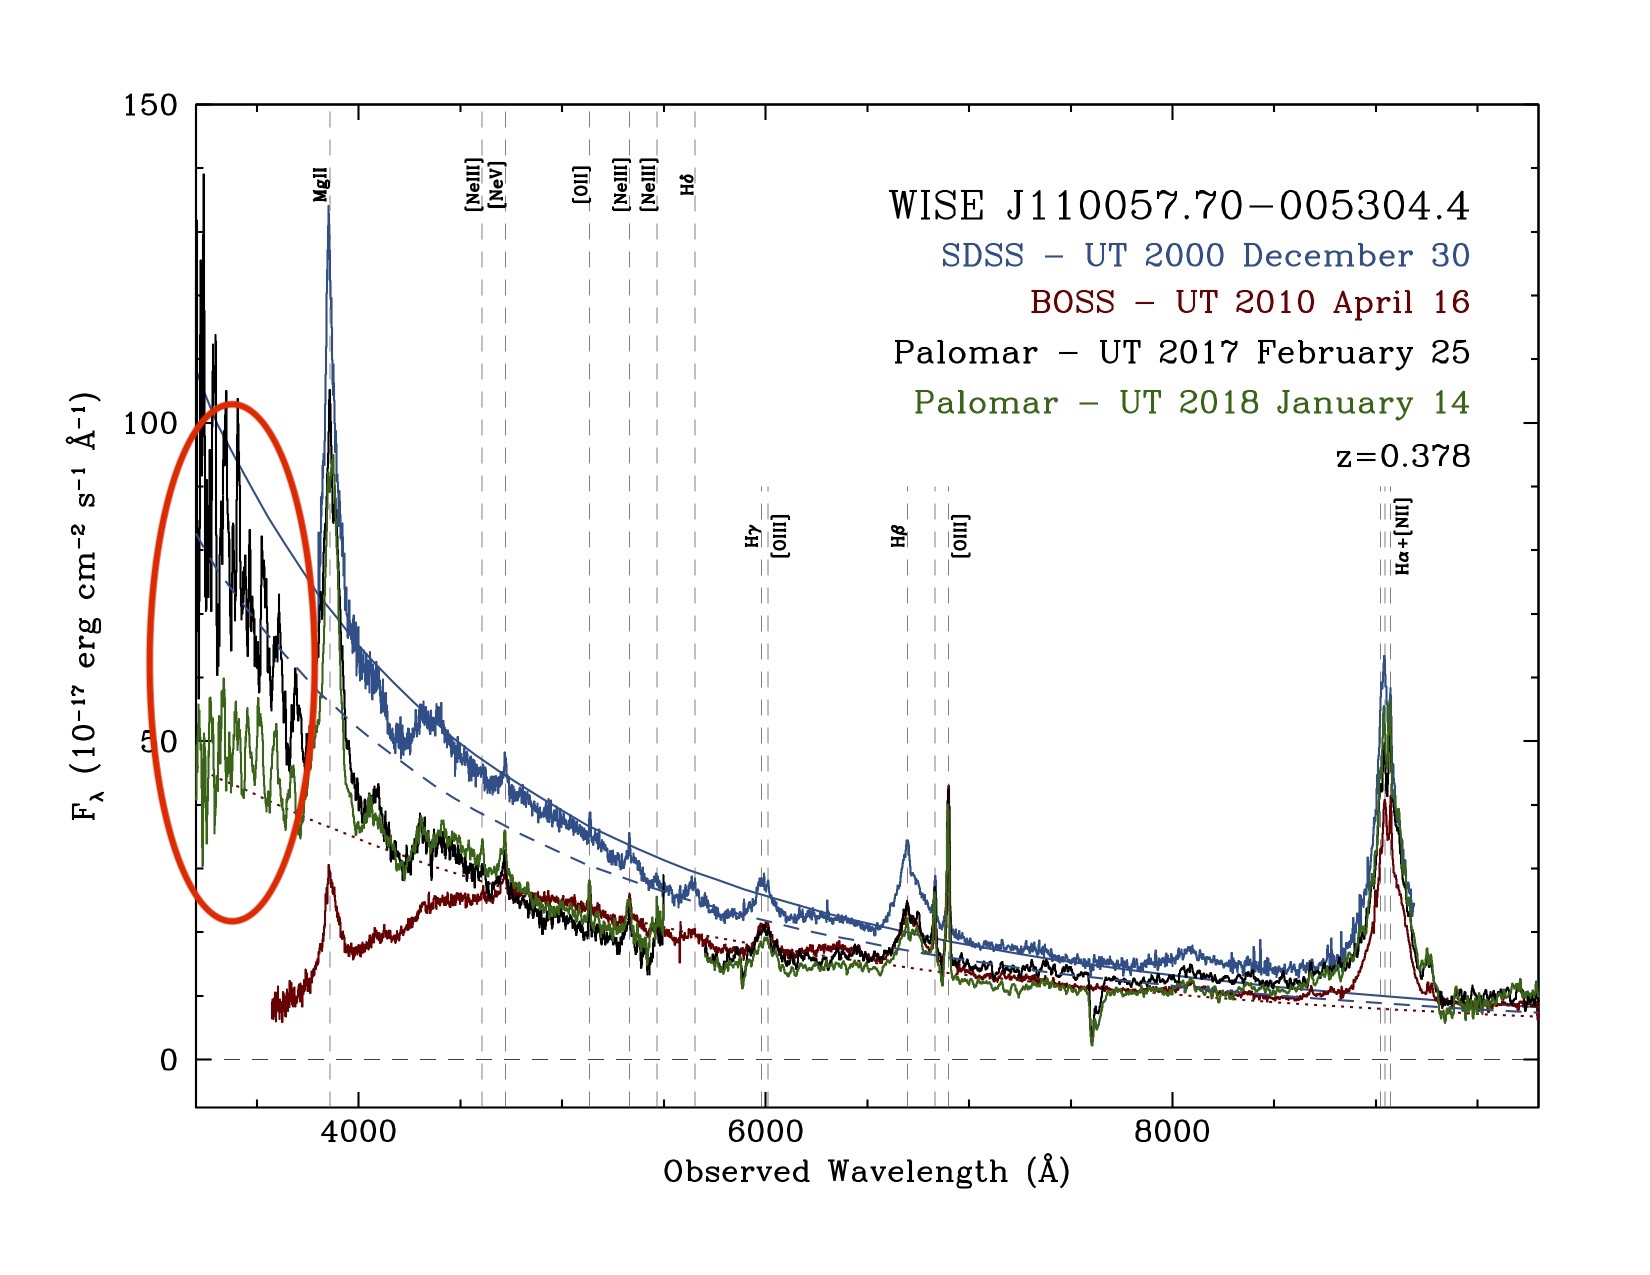 150
100
50
0
F_λ (10⁻¹⁷ erg cm⁻² s⁻¹ Å⁻¹)
MgII
[NeIII]
[NeV]
[OII]
[NeIII]
[NeIII]
Hδ
WISE J110057.70−005304.4
SDSS − UT 2000 December 30
BOSS − UT 2010 April 16
Palomar − UT 2017 February 25
Palomar − UT 2018 January 14
z=0.378
Hγ
[OIII]
Hβ
[OIII]
Hα+[NII]
4000 6000 8000
Observed Wavelength (Å)